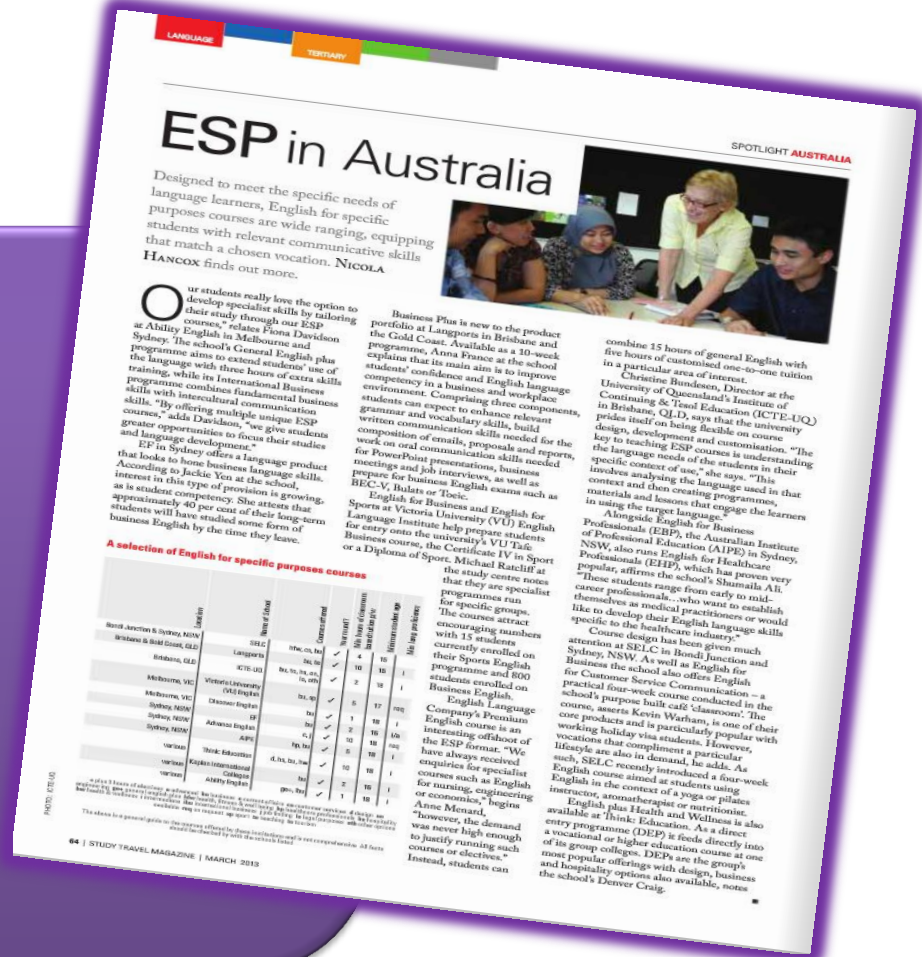 LANGUAGE
TERTIARY
SPOTLIGHT AUSTRALIA
ESP in Australia
Designed to meet the specific needs of
language learners, English for specific
purposes courses are wide ranging, equipping
students with relevant communicative skills
that match a chosen vocation. NICOLA
HANCOX finds out more.
Our students really love the option to
develop specialist skills by tailoring
their study through our ESP
courses,” relates Fiona Davidson
at Ability English in Melbourne and
Sydney. The school’s General English plus
programme aims to extend students’ use of
the language with three hours of extra skills
training, while its International Business
programme combines fundamental business
skills with intercultural communication
skills. “By offering multiple unique ESP
courses,” adds Davidson, “we give students
greater opportunities to focus their studies
and language development.”
EF in Sydney offers a language product
that looks to hone business language skills.
According to Jackie Yen at the school,
interest in this type of provision is growing,
as is student competency. She attests that
approximately 40 per cent of their long-term
students will have studied some form of
business English by the time they leave.
Business Plus is new to the product
portfolio at Langports in Brisbane and
the Gold Coast. Available as a 10-week
programme, Anna France at the school
explains that its main aim is to improve
students’ confidence and English language
competency in a business and workplace
environment. Comprising three components,
students can expect to enhance relevant
grammar and vocabulary skills, build
written communication skills needed for the
composition of emails, proposals and reports,
work on oral communication skills needed
for PowerPoint presentations, business
meetings and job interviews, as well as
prepare for business English exams such as
BEC-V, Bulats or Toeic.
English for Business and English for
Sports at Victoria University (VU) English
Language Institute help prepare students
for entry onto the university’s VU Tafe
Business course, the Certificate IV in Sport
or a Diploma of Sport. Michael Ratcliff at
the study centre notes
that they are specialist
programmes run
for specific groups.
The courses attract
encouraging numbers
with 15 students
currently enrolled on
their Sports English
programme and 800
students enrolled on
Business English.
English Language
Company’s Premium
English course is an
interesting offshoot of
the ESP format. “We
have always received
enquiries for specialist
courses such as English
for nursing, engineering
or economics,” begins
Anne Menard,
“however, the demand
was never high enough
to justify running such
courses or electives.”
Instead, students can
combine 15 hours of general English with
five hours of customised one-to-one tuition
in a particular area of interest.
Christine Bundesen, Director at the
University of Queensland’s Institute of
Continuing & Tesol Education (ICTE-UQ)
in Brisbane, QLD, says that the university
prides itself on being flexible on course
design, development and customisation. “The
key to teaching ESP courses is understanding
the language needs of the students in their
specific context of use,” she says. “This
involves analysing the language used in that
context and then creating programmes,
materials and lessons that engage the learners
in using the target language.”
Alongside English for Business
Professionals (EBP), the Australian Institute
of Professional Education (AIPE) in Sydney,
NSW, also runs English for Healthcare
Professionals (EHP), which has proven very
popular, affirms the school’s Shumaila Ali.
“These students range from early to mid-
career professionals...who want to establish
themselves as medical practitioners or would
like to develop their English language skills
specific to the healthcare industry.”
Course design has been given much
attention at SELC in Bondi Junction and
Sydney, NSW. As well as English for
Business the school also offers English
for Customer Service Communication – a
practical four-week course conducted in the
school’s purpose built café ‘classroom’. The
course, asserts Kevin Warham, is one of their
core products and is particularly popular with
working holiday visa students. However,
vocations that compliment a particular
lifestyle are also in demand, he adds. As
such, SELC recently introduced a four-week
English course aimed at students using
English in the context of a yoga or pilates
instructor, aromatherapist or nutritionist.
English plus Health and Wellness is also
available at Think: Education. As a direct
entry programme (DEP) it feeds directly into
a vocational or higher education course at one
of its group colleges. DEPs are the group’s
most popular offerings with design, business
and hospitality options also available, notes
the school’s Denver Craig.
A selection of English for specific purposes courses
Location Name of School Courses offered Year round?
Bondi Junction & Sydney, NSW SELC ✓ 4
Brisbane & Gold Coast, QLD Langports ✓ 10
Brisbane, QLD ICTE-UQ ✓ 2
Melbourne, VIC Victoria University
(VU) English
Melbourne, VIC Discover English
Sydney, NSW EF
Sydney, NSW Advance English
Sydney, NSW AIPE
various Think: Education
various Kaplan International
Colleges
various Ability English
The above is a general guide to the courses offered by these institutions and is not comprehensive. All facts
should be checked by with the schools listed
PHOTO: ICTE-UQ
64 | STUDY TRAVEL MAGAZINE | MARCH 2013